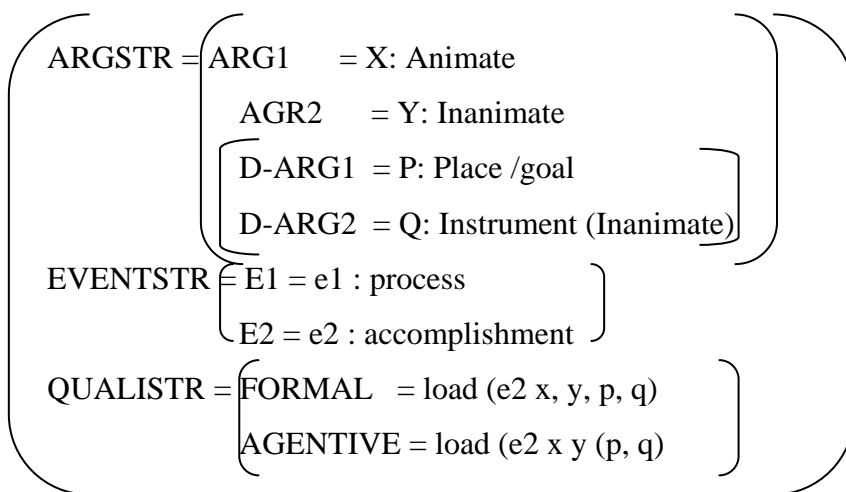 ARGSTR = ARG1 = X: Animate
AGR2 = Y: Inanimate
D-ARG1 = P: Place /goal
D-ARG2 = Q: Instrument (Inanimate)
EVENTSTR = E1 = e1 : process
E2 = e2 : accomplishment
QUALISTR = FORMAL = load (e2 x, y, p, q)
AGENTIVE = load (e2 x y (p, q)